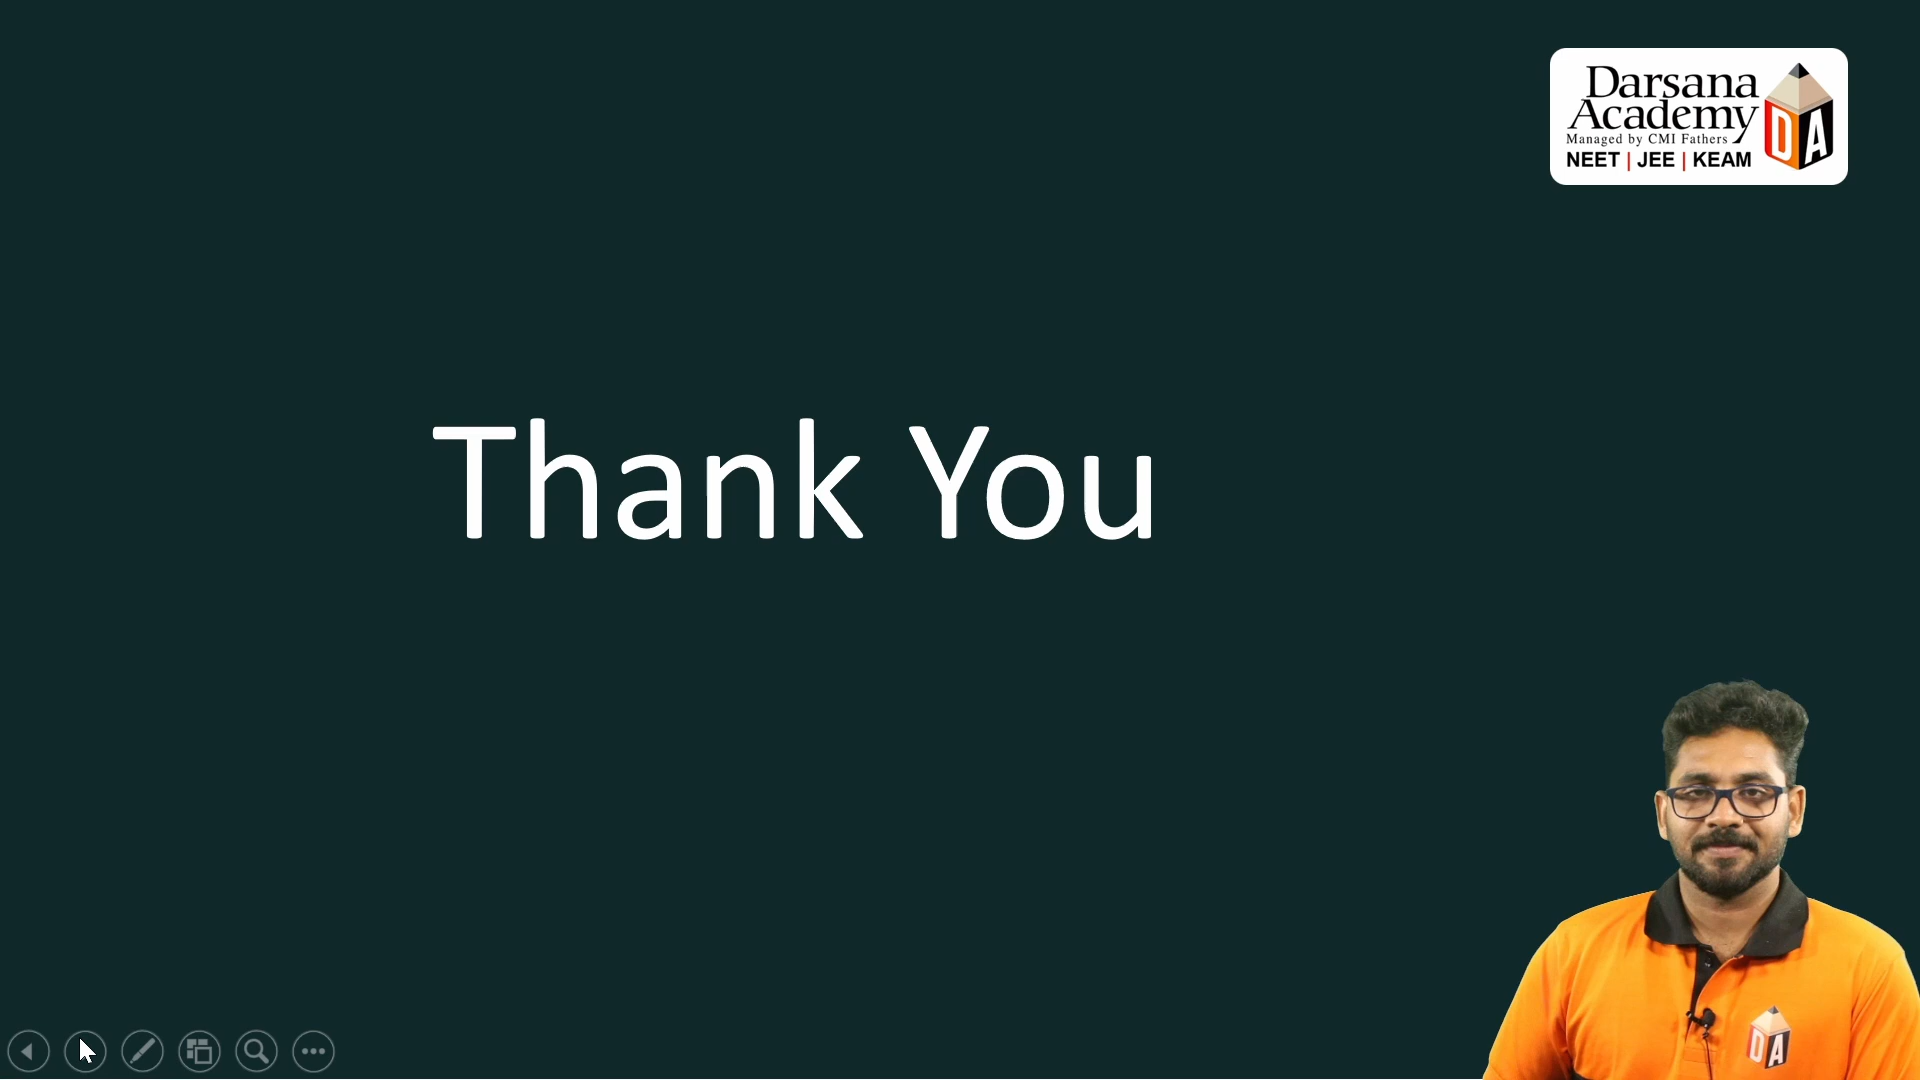 Darsana
Academy
Managed by CMI Fathers
NEET | JEE | KEAM
DA
Thank You
DA